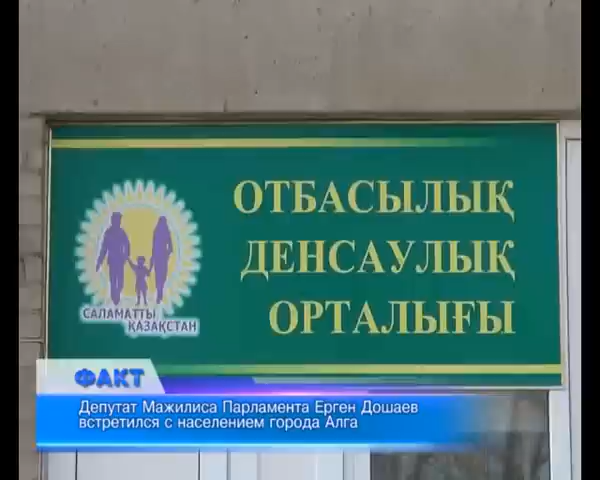 ОТБАСЫЛЫҚ
ДЕНСАУЛЫҚ
ОРТАЛЫҒЫ
САЛАМАТТЫ
ҚАЗАҚСТАН
ФАКТ
Депутат Мажилиса Парламента Ерген Дошаев
встретился с населением города Алга